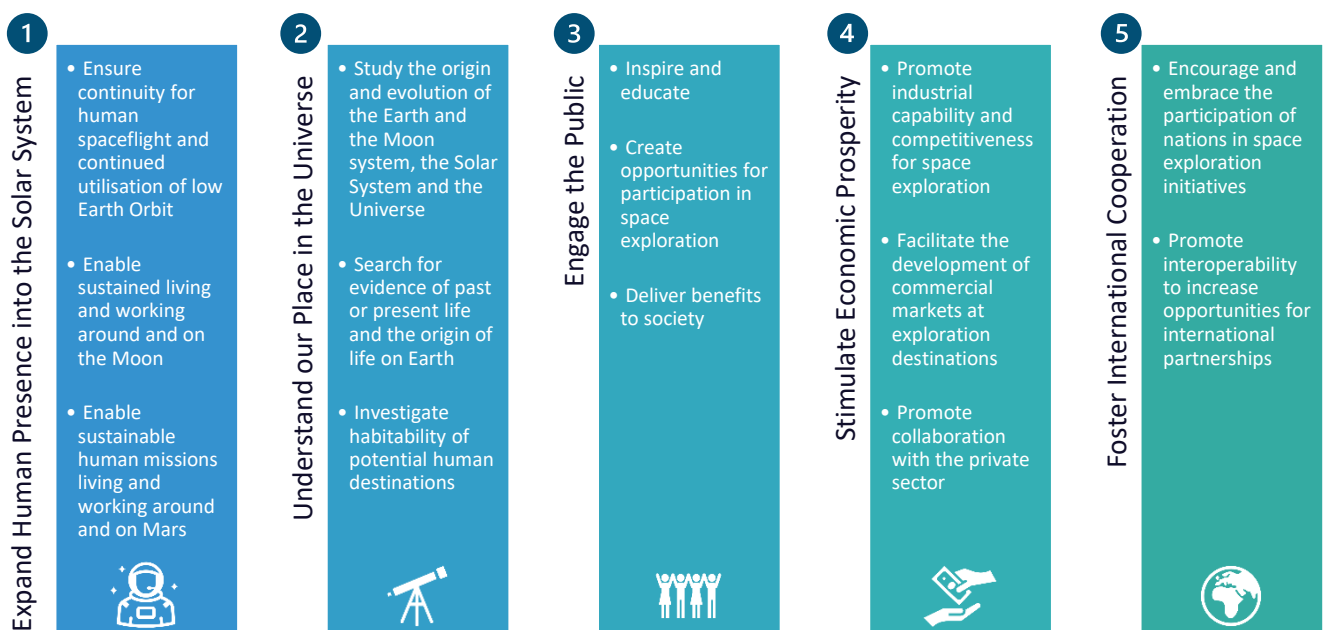 1
Expand Human Presence into the Solar System
• Ensure
continuity for
human
spaceflight and
continued
utilisation of low
Earth Orbit
• Enable
sustained living
and working
around and on
the Moon
• Enable
sustainable
human missions
living and
working around
and on Mars
2
Understand our Place in the Universe
• Study the origin
and evolution of
the Earth and
the Moon
system, the Solar
System and the
Universe
• Search for
evidence of past
or present life
and the origin of
life on Earth
• Investigate
habitability of
potential human
destinations
3
Engage the Public
• Inspire and
educate
• Create
opportunities for
participation in
space
exploration
• Deliver benefits
to society
4
Stimulate Economic Prosperity
• Promote
industrial
capability and
competitiveness
for space
exploration
• Facilitate the
development of
commercial
markets at
exploration
destinations
• Promote
collaboration
with the private
sector
5
Foster International Cooperation
• Encourage and
embrace the
participation of
nations in space
exploration
initiatives
• Promote
interoperability
to increase
opportunities for
international
partnerships